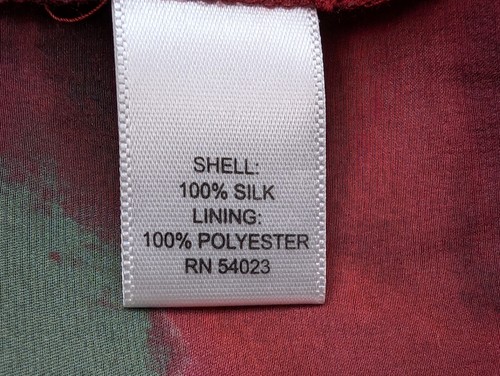 SHELL:
100% SILK
LINING:
100% POLYESTER
RN 54023